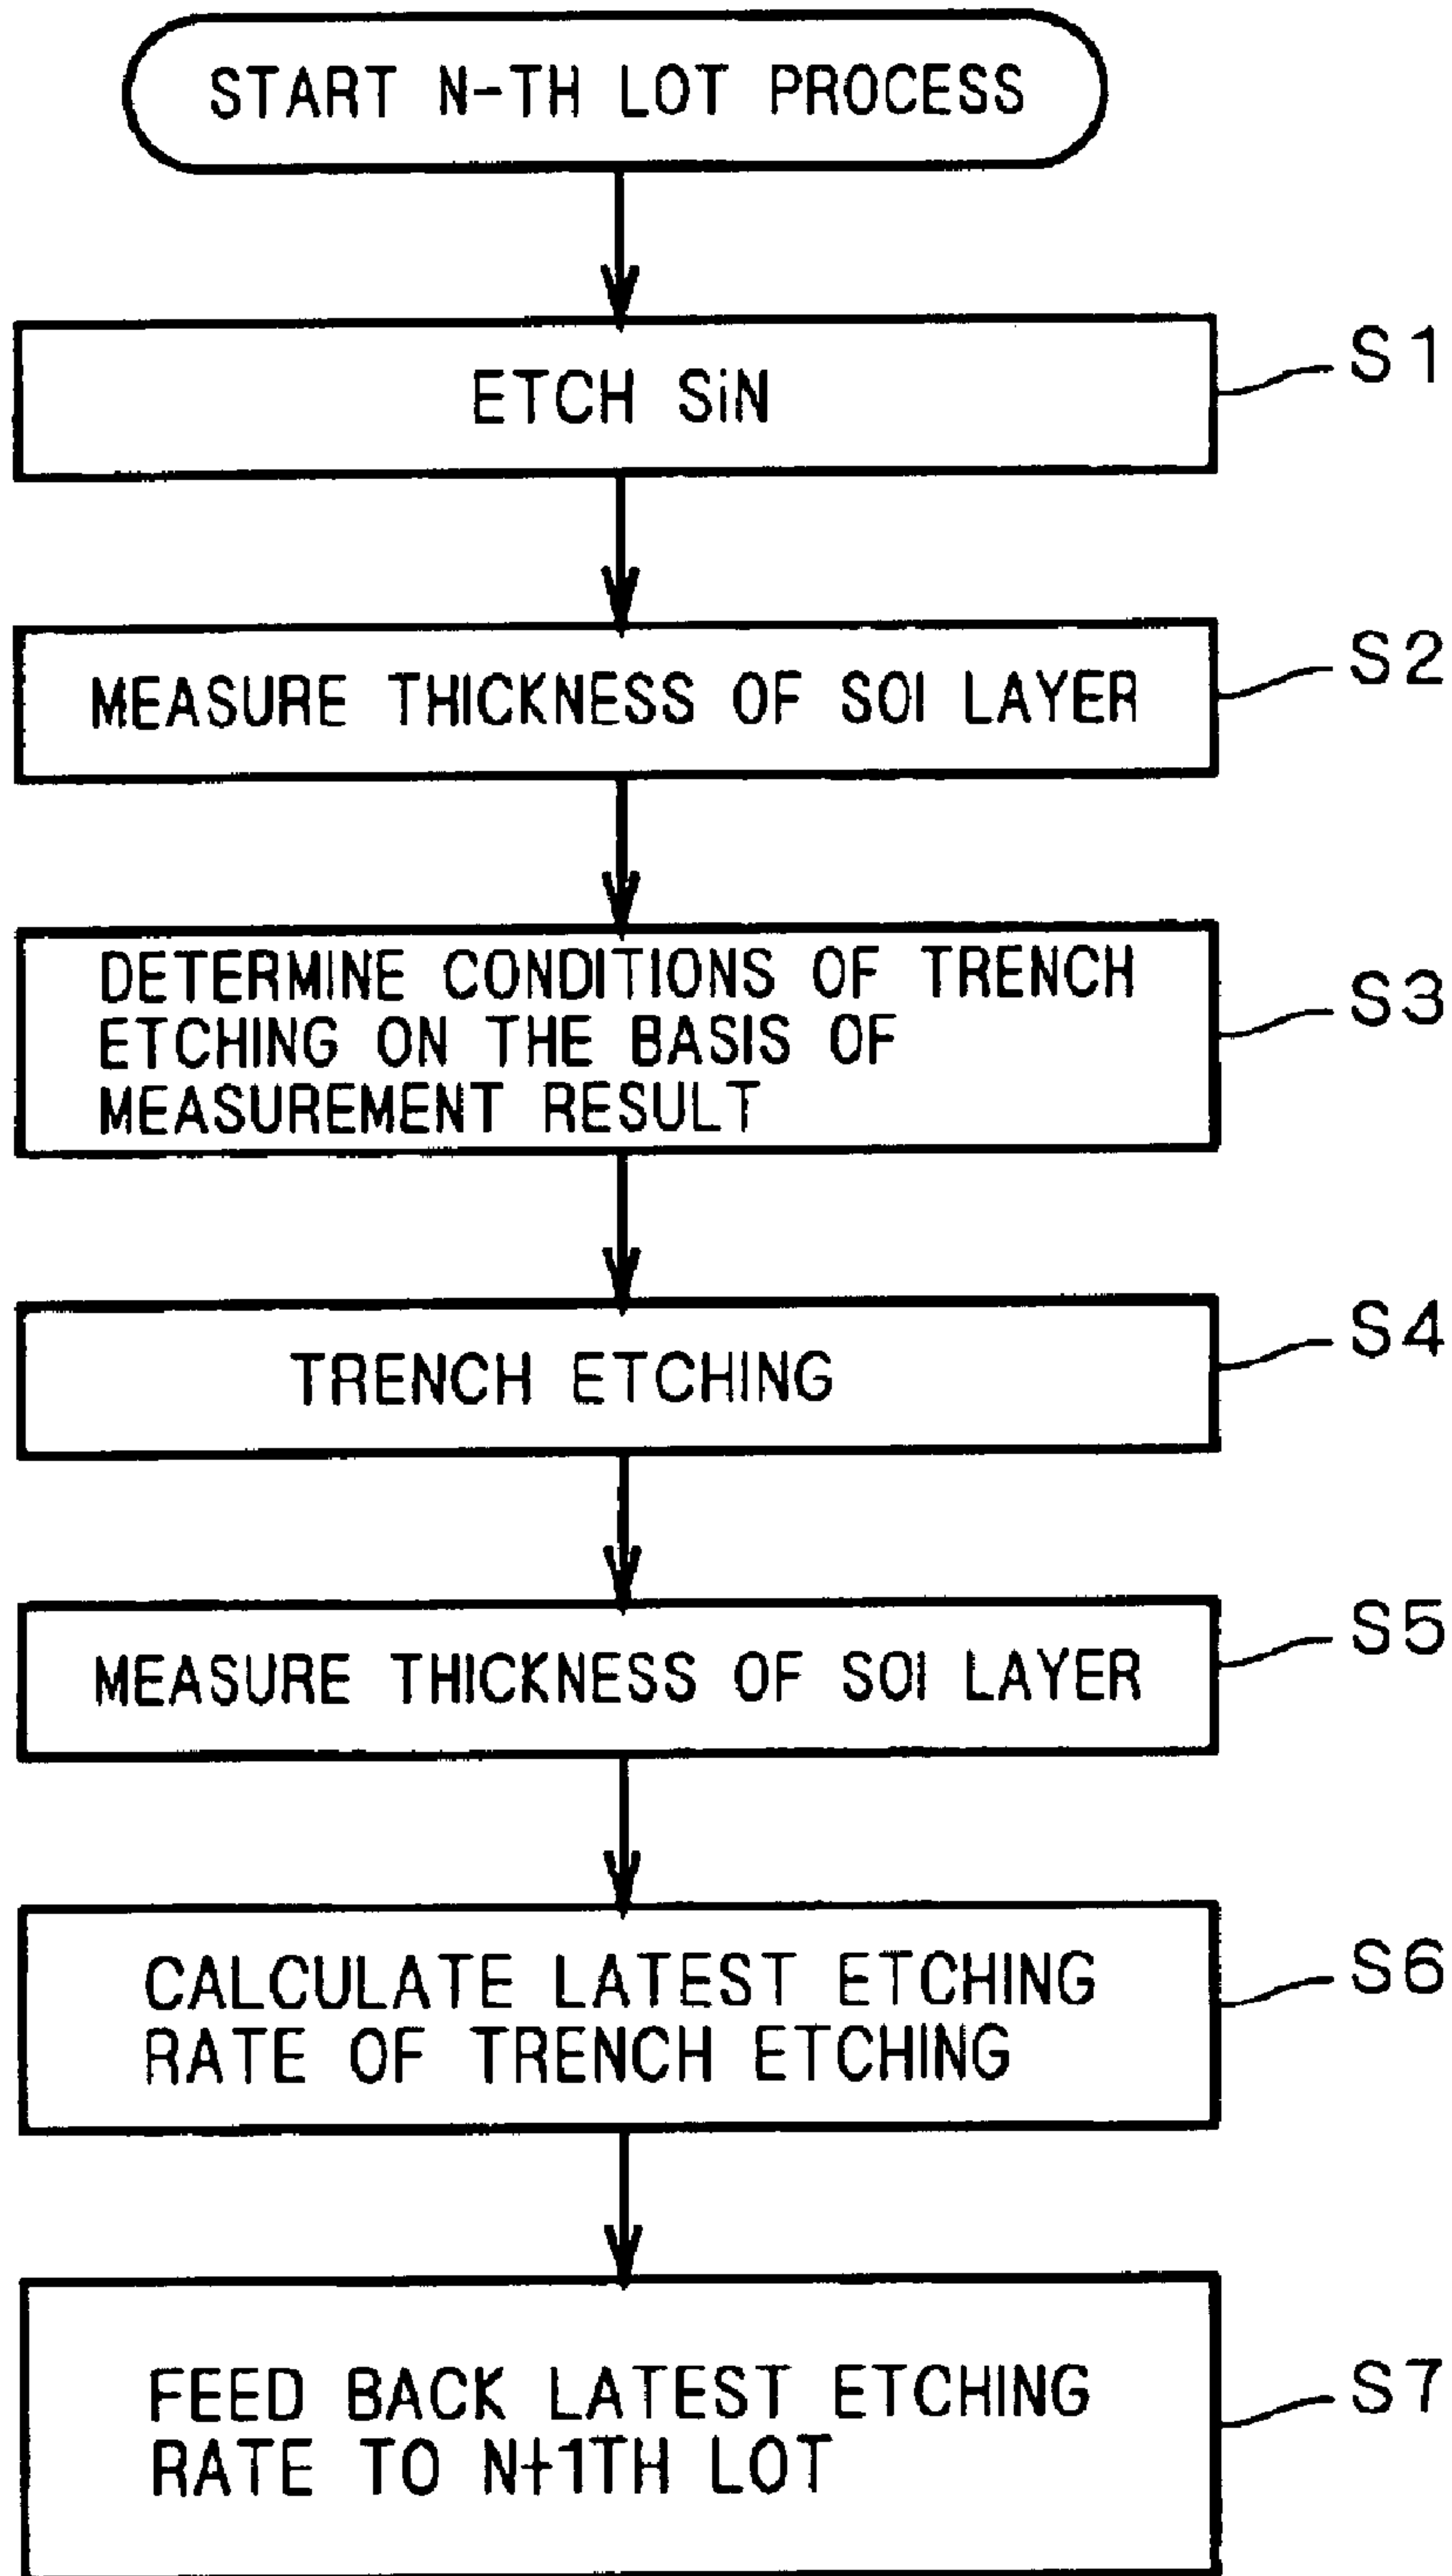 START N-TH LOT PROCESS
ETCH SiN
S1
MEASURE THICKNESS OF SOI LAYER
S2
DETERMINE CONDITIONS OF TRENCH
ETCHING ON THE BASIS OF
MEASUREMENT RESULT
S3
TRENCH ETCHING
S4
MEASURE THICKNESS OF SOI LAYER
S5
CALCULATE LATEST ETCHING
RATE OF TRENCH ETCHING
S6
FEED BACK LATEST ETCHING
RATE TO N+1TH LOT
S7